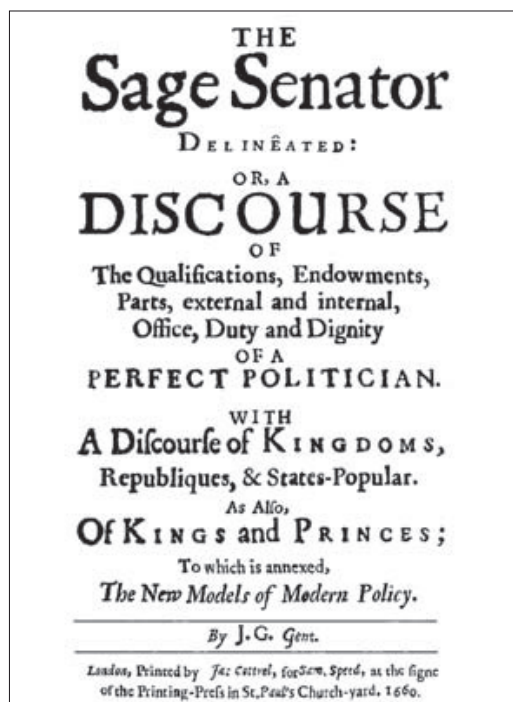 THE
Sage Senator
DELINÊATED:
OR, A
DISCOURSE
OF
The Qualifications, Endowments,
Parts, external and internal,
Office, Duty and Dignity
OF A
PERFECT POLITICIAN.
WITH
A Diſcourſe of KINGDOMS,
Republiques, & States-Popular.
As Alſo,
Of KINGS and PRINCES;
To which is annexed,
The New Models of Modern Policy.
By J.G. Gent.
London, Printed by Ja: Cottrel, for Sam. Speed, at the ſigne
of the Printing-Preſs in St. Paul's Church-yard. 1660.